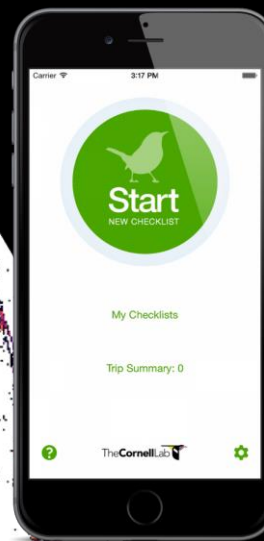 Carrier 3:17 PM
Start
NEW CHECKLIST
My Checklists
Trip Summary: 0
? TheCornellLab